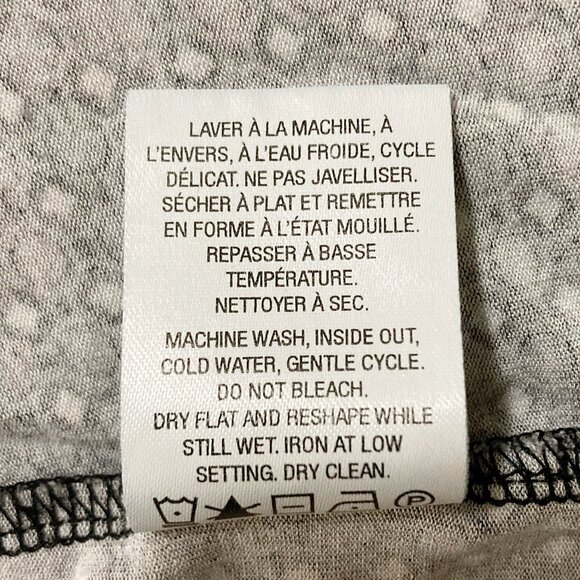 LAVER À LA MACHINE, À
L'ENVERS, À L'EAU FROIDE, CYCLE
DÉLICAT. NE PAS JAVELLISER.
SÉCHER À PLAT ET REMETTRE
EN FORME À L'ÉTAT MOUILLÉ.
REPASSER À BASSE
TEMPÉRATURE.
NETTOYER À SEC.
MACHINE WASH, INSIDE OUT,
COLD WATER, GENTLE CYCLE.
DO NOT BLEACH.
DRY FLAT AND RESHAPE WHILE
STILL WET. IRON AT LOW
SETTING. DRY CLEAN.
P